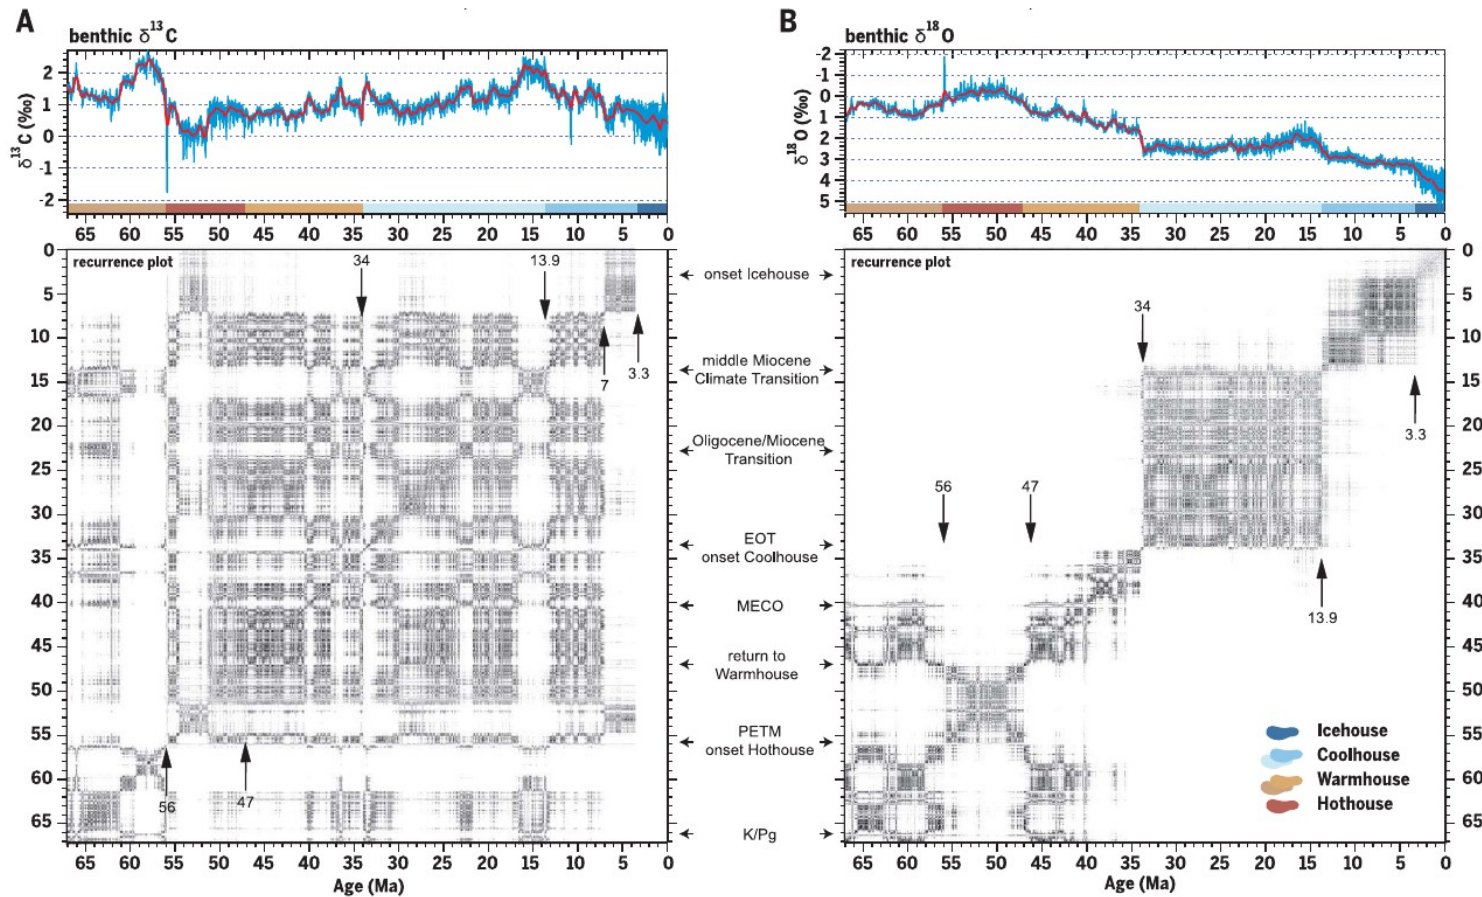 A
benthic δ¹³C
δ¹³C (‰)
2
1
0
-1
-2
65 60 55 50 45 40 35 30 25 20 15 10 5 0
recurrence plot
0
5
10
15
20
25
30
35
40
45
50
55
60
65
34
13.9
7
3.3
56
47
65 60 55 50 45 40 35 30 25 20 15 10 5 0
Age (Ma)
onset Icehouse
middle Miocene
Climate Transition
Oligocene/Miocene
Transition
EOT
onset Coolhouse
MECO
return to
Warmhouse
PETM
onset Hothouse
K/Pg
B
benthic δ¹⁸O
δ¹⁸O (‰)
-2
-1
0
1
2
3
4
5
65 60 55 50 45 40 35 30 25 20 15 10 5 0
recurrence plot
34
3.3
56
47
13.9
0
5
10
15
20
25
30
35
40
45
50
55
60
65
Icehouse
Coolhouse
Warmhouse
Hothouse
65 60 55 50 45 40 35 30 25 20 15 10 5 0
Age (Ma)